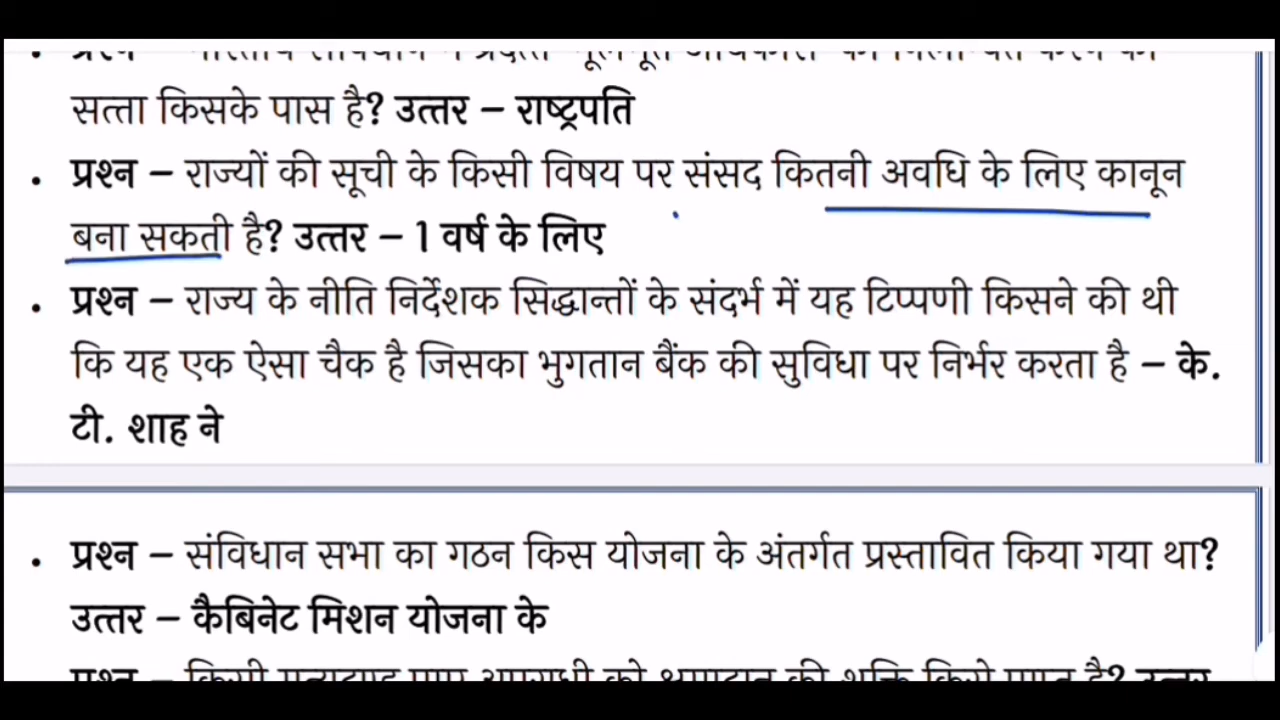 सत्ता किसके पास है? उत्तर – राष्ट्रपति
• प्रश्न – राज्यों की सूची के किसी विषय पर संसद कितनी अवधि के लिए कानून
बना सकती है? उत्तर – 1 वर्ष के लिए
• प्रश्न – राज्य के नीति निर्देशक सिद्धान्तों के संदर्भ में यह टिप्पणी किसने की थी
कि यह एक ऐसा चैक है जिसका भुगतान बैंक की सुविधा पर निर्भर करता है – के.
टी. शाह ने
• प्रश्न – संविधान सभा का गठन किस योजना के अंतर्गत प्रस्तावित किया गया था?
उत्तर – कैबिनेट मिशन योजना के